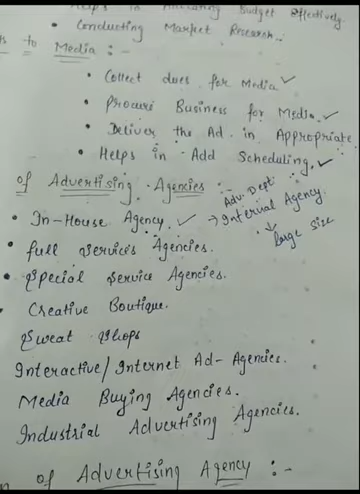 Helps in Allocating Budget effectively.
• Conducting Market Research.
to Media :-
• Collect dues for Media ✓
• Procure Business for Media. ✓
• Deliver the Ad. in Appropriate
• Helps in Add Scheduling. ✓
of Advertising Agencies :-
Adv. Dept.
• In-House Agency. ✓ → Internal Agency.
↓ large size
• full Services Agencies.
• Special Service Agencies.
• Creative Boutique.
Sweat Shops
Interactive/Internet Ad- Agencies.
Media Buying Agencies.
Industrial Advertising Agencies.
of Advertising Agency :-